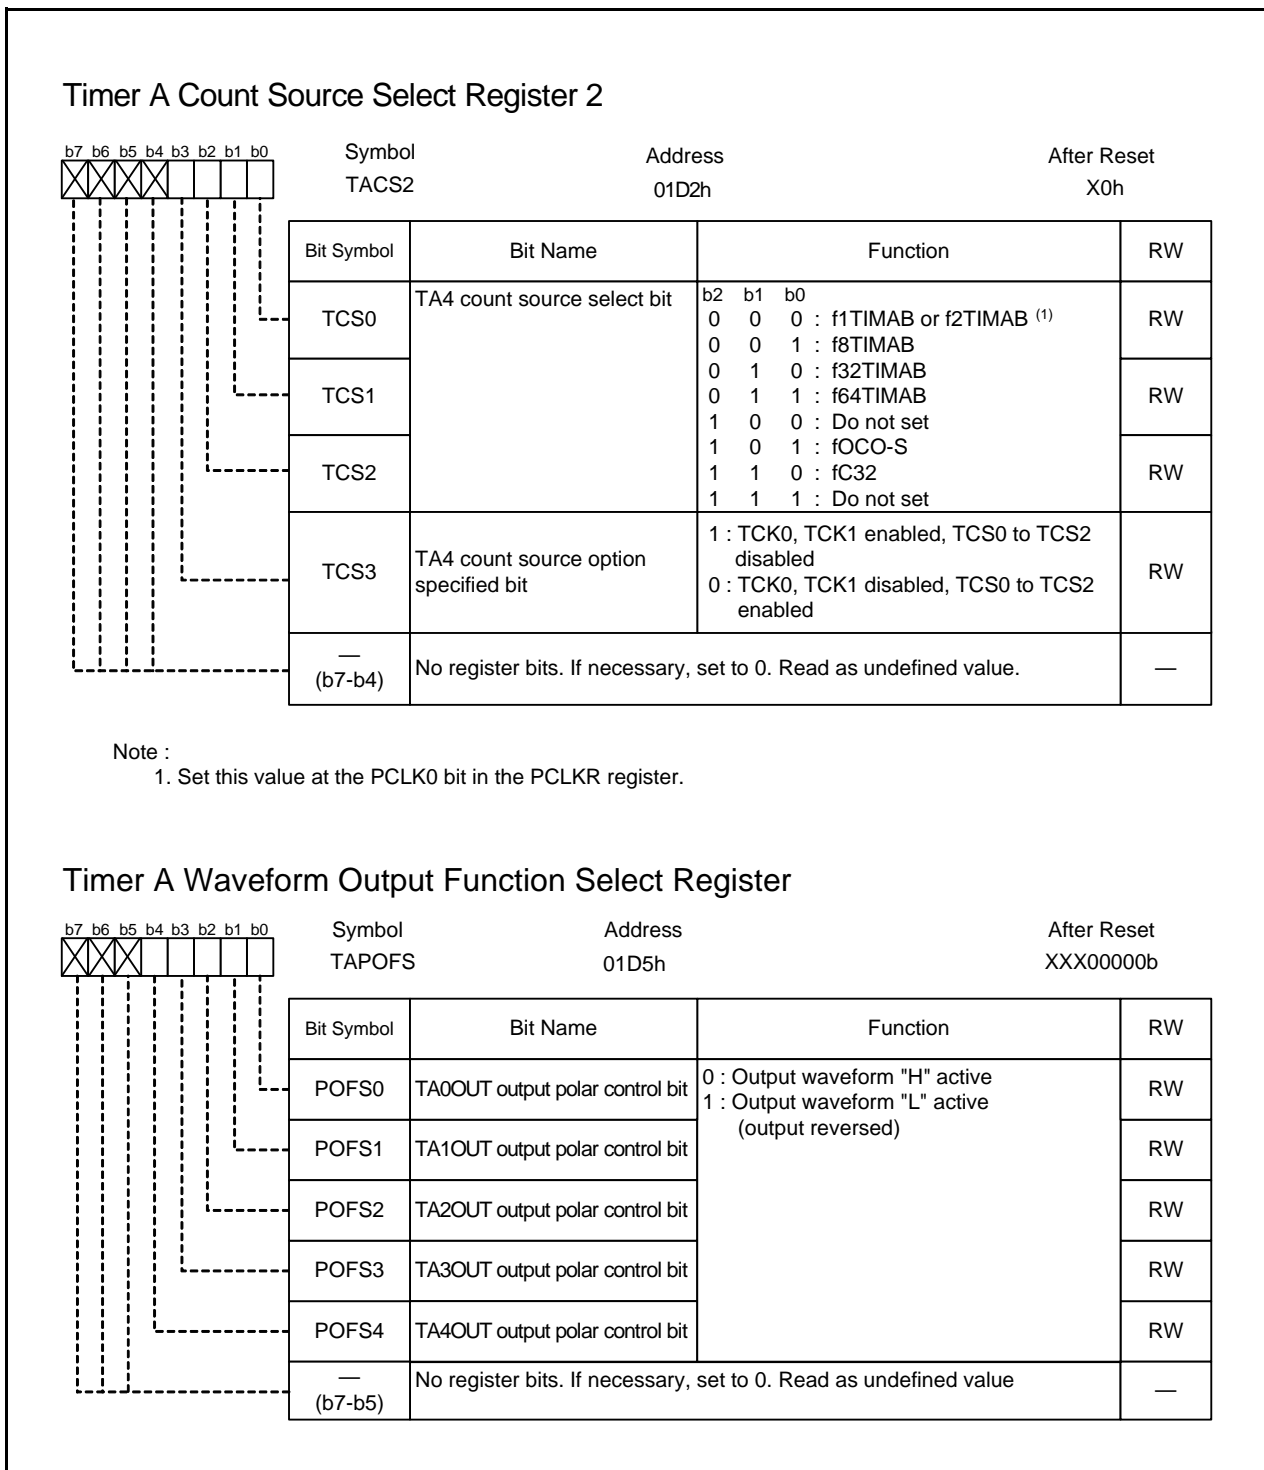 Timer A Count Source Select Register 2
b7 b6 b5 b4 b3 b2 b1 b0
Symbol Address After Reset
TACS2 01D2h X0h
Bit Symbol Bit Name Function RW
TCS0 TA4 count source select bit RW
b2 b1 b0
0 0 0 : f1TIMAB or f2TIMAB (1)
0 0 1 : f8TIMAB
0 1 0 : f32TIMAB
TCS1 RW
0 1 1 : f64TIMAB
1 0 0 : Do not set
1 0 1 : fOCO-S
TCS2 RW
1 1 0 : fC32
1 1 1 : Do not set
TCS3 TA4 count source option
specified bit
1 : TCK0, TCK1 enabled, TCS0 to TCS2
disabled
0 : TCK0, TCK1 disabled, TCS0 to TCS2
enabled
RW
—
(b7-b4)
No register bits. If necessary, set to 0. Read as undefined value.
—
Note :
1. Set this value at the PCLK0 bit in the PCLKR register.
Timer A Waveform Output Function Select Register
b7 b6 b5 b4 b3 b2 b1 b0
Symbol Address After Reset
TAPOFS 01D5h XXX00000b
Bit Symbol Bit Name Function RW
POFS0 TA0OUT output polar control bit
0 : Output waveform "H" active
1 : Output waveform "L" active
(output reversed)
RW
POFS1 TA1OUT output polar control bit RW
POFS2 TA2OUT output polar control bit RW
POFS3 TA3OUT output polar control bit RW
POFS4 TA4OUT output polar control bit RW
—
(b7-b5)
No register bits. If necessary, set to 0. Read as undefined value
—